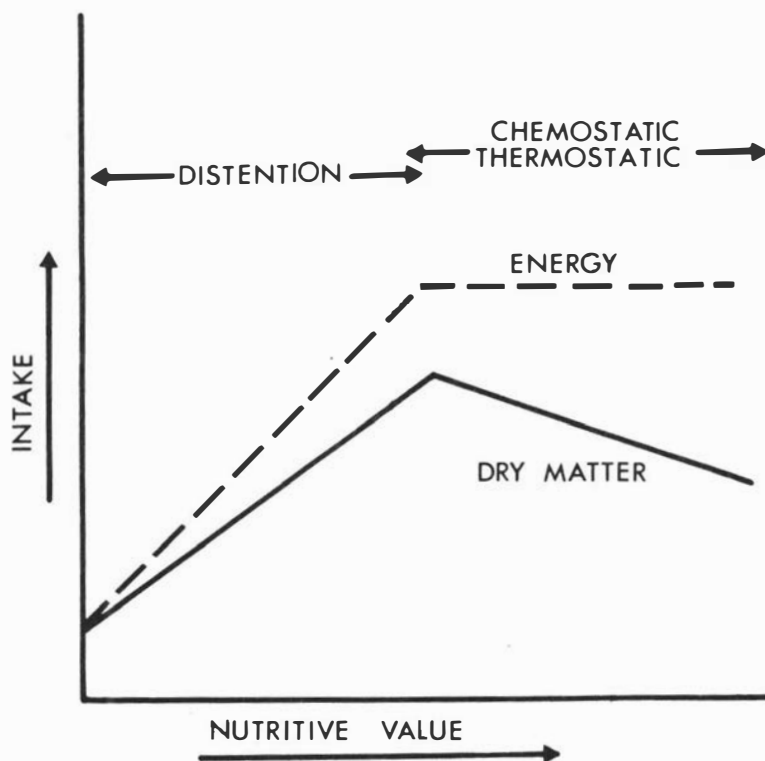 CHEMOSTATIC
THERMOSTATIC
DISTENTION
ENERGY
INTAKE
DRY MATTER
NUTRITIVE VALUE